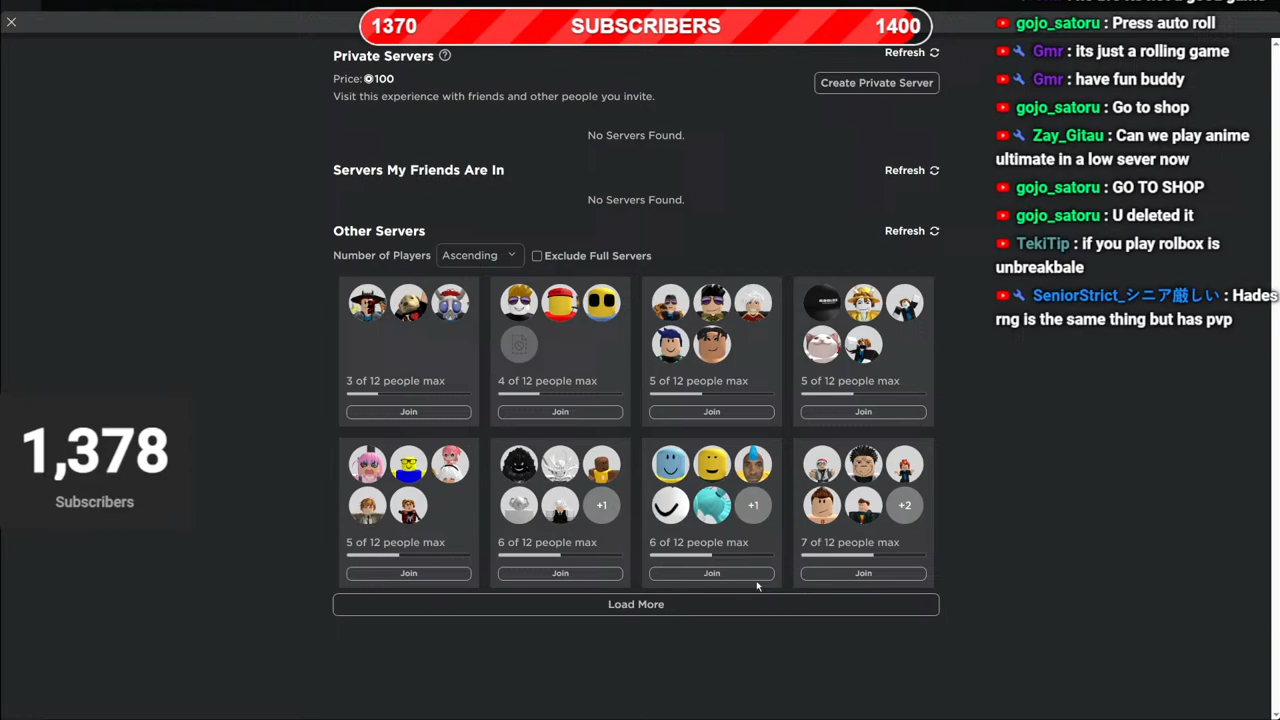 1370 SUBSCRIBERS 1400
Private Servers ?
Refresh
Price: 100
Create Private Server
Visit this experience with friends and other people you invite.
No Servers Found.
Servers My Friends Are In
Refresh
No Servers Found.
Other Servers
Refresh
Number of Players Ascending Exclude Full Servers
3 of 12 people max
4 of 12 people max
5 of 12 people max
5 of 12 people max
Join
Join
Join
Join
+1
+1
+2
5 of 12 people max
6 of 12 people max
6 of 12 people max
7 of 12 people max
Join
Join
Join
Join
Load More
1,378
Subscribers
gojo_satoru : Press auto roll
Gmr : its just a rolling game
Gmr : have fun buddy
gojo_satoru : Go to shop
Zay_Gitau : Can we play anime
ultimate in a low sever now
gojo_satoru : GO TO SHOP
gojo_satoru : U deleted it
TekiTip : if you play rolbox is
unbreakbale
SeniorStrict_シニア厳しい : Hades
rng is the same thing but has pvp